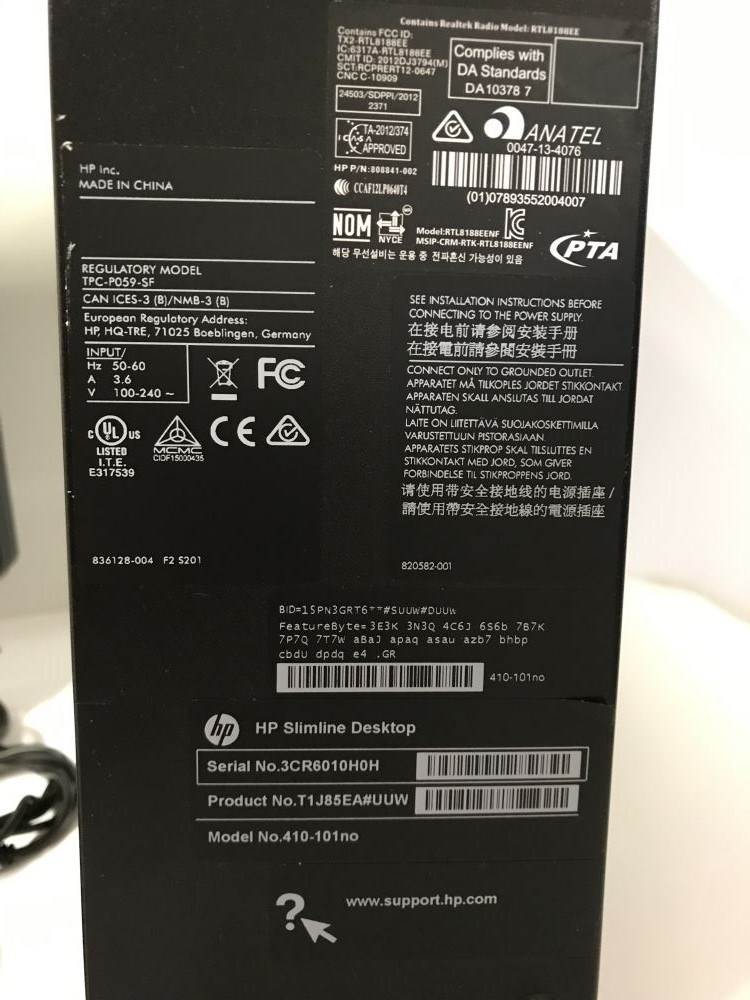 Contains Realtek Radio Model: RTL8188EE
Contains FCC ID:
TX2-RTL8188EE
IC:6317A-RTL8188EE
CMIT ID: 2012DJ3794(M)
SCT:RCPRERT12-0647
CNC C-10909
Complies with
DA Standards
DA103787
24503/SDPPI/2012
2371
ICASA
TA-2012/374
APPROVED
ANATEL
0047-13-4076
HP P/N:808841-002
CCAF12LP0640T4
(01)07893552004007
NOM
NYCE
Model:RTL8188EENF
MSIP-CRM-RTK-RTL8188EENF
해당 무선설비는 운용 중 전파혼신 가능성이 있음
PTA
HP Inc.
MADE IN CHINA
REGULATORY MODEL
TPC-P059-SF
CAN ICES-3 (B)/NMB-3 (B)
European Regulatory Address:
HP, HQ-TRE, 71025 Boeblingen, Germany
INPUT/
Hz 50-60
A 3.6
V 100-240 ~
FC
c UL US
LISTED
I.T.E.
E317539
MCMC
CIDF15000435
CE
SEE INSTALLATION INSTRUCTIONS BEFORE
CONNECTING TO THE POWER SUPPLY.
在接电前请参阅安装手册
在接電前請參閱安裝手冊
CONNECT ONLY TO GROUNDED OUTLET.
APPARATET MÅ TILKOPLES JORDET STIKKONTAKT.
APPARATEN SKALL ANSLUTAS TILL JORDAT
NÄTTUTAG.
LAITE ON LIITETTÄVÄ SUOJAKOSKETTIMILLA
VARUSTETTUUN PISTORASIAAN.
APPARATETS STIKPROP SKAL TILSLUTTES EN
STIKKONTAKT MED JORD, SOM GIVER
FORBINDELSE TIL STIKPROPPENS JORD.
请使用带安全接地线的电源插座/
請使用帶安全接地線的電源插座
836128-004 F2 S201
820582-001
BID=15PN3GRT6**#SUUW#DUUW
FeatureByte=3E3K 3N3Q 4C6J 6S6b 7B7K
7P7Q 7T7W aBaJ apaq asau azb7 bhbp
cbdU dpdq e4 .GR
410-101no
hp HP Slimline Desktop
Serial No.3CR6010H0H
Product No.T1J85EA#UUW
Model No.410-101no
?
www.support.hp.com